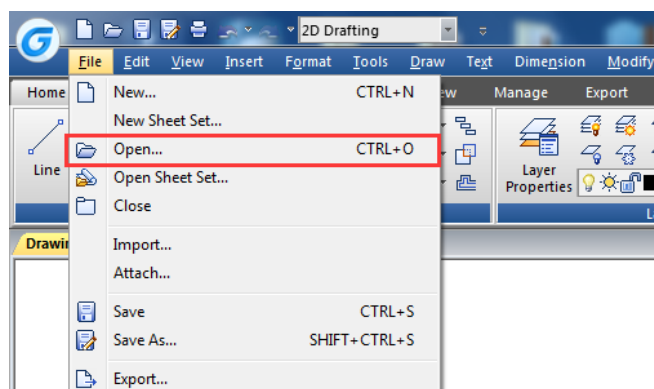 2D Drafting
File Edit View Insert Format Tools Draw Text Dimension Modify
Home ew Manage Export
New... CTRL+N
New Sheet Set...
Open... CTRL+O
Open Sheet Set...
Close
Import...
Attach...
Save CTRL+S
Save As... SHIFT+CTRL+S
Export...
Line
Layer
Properties
La
Drawin